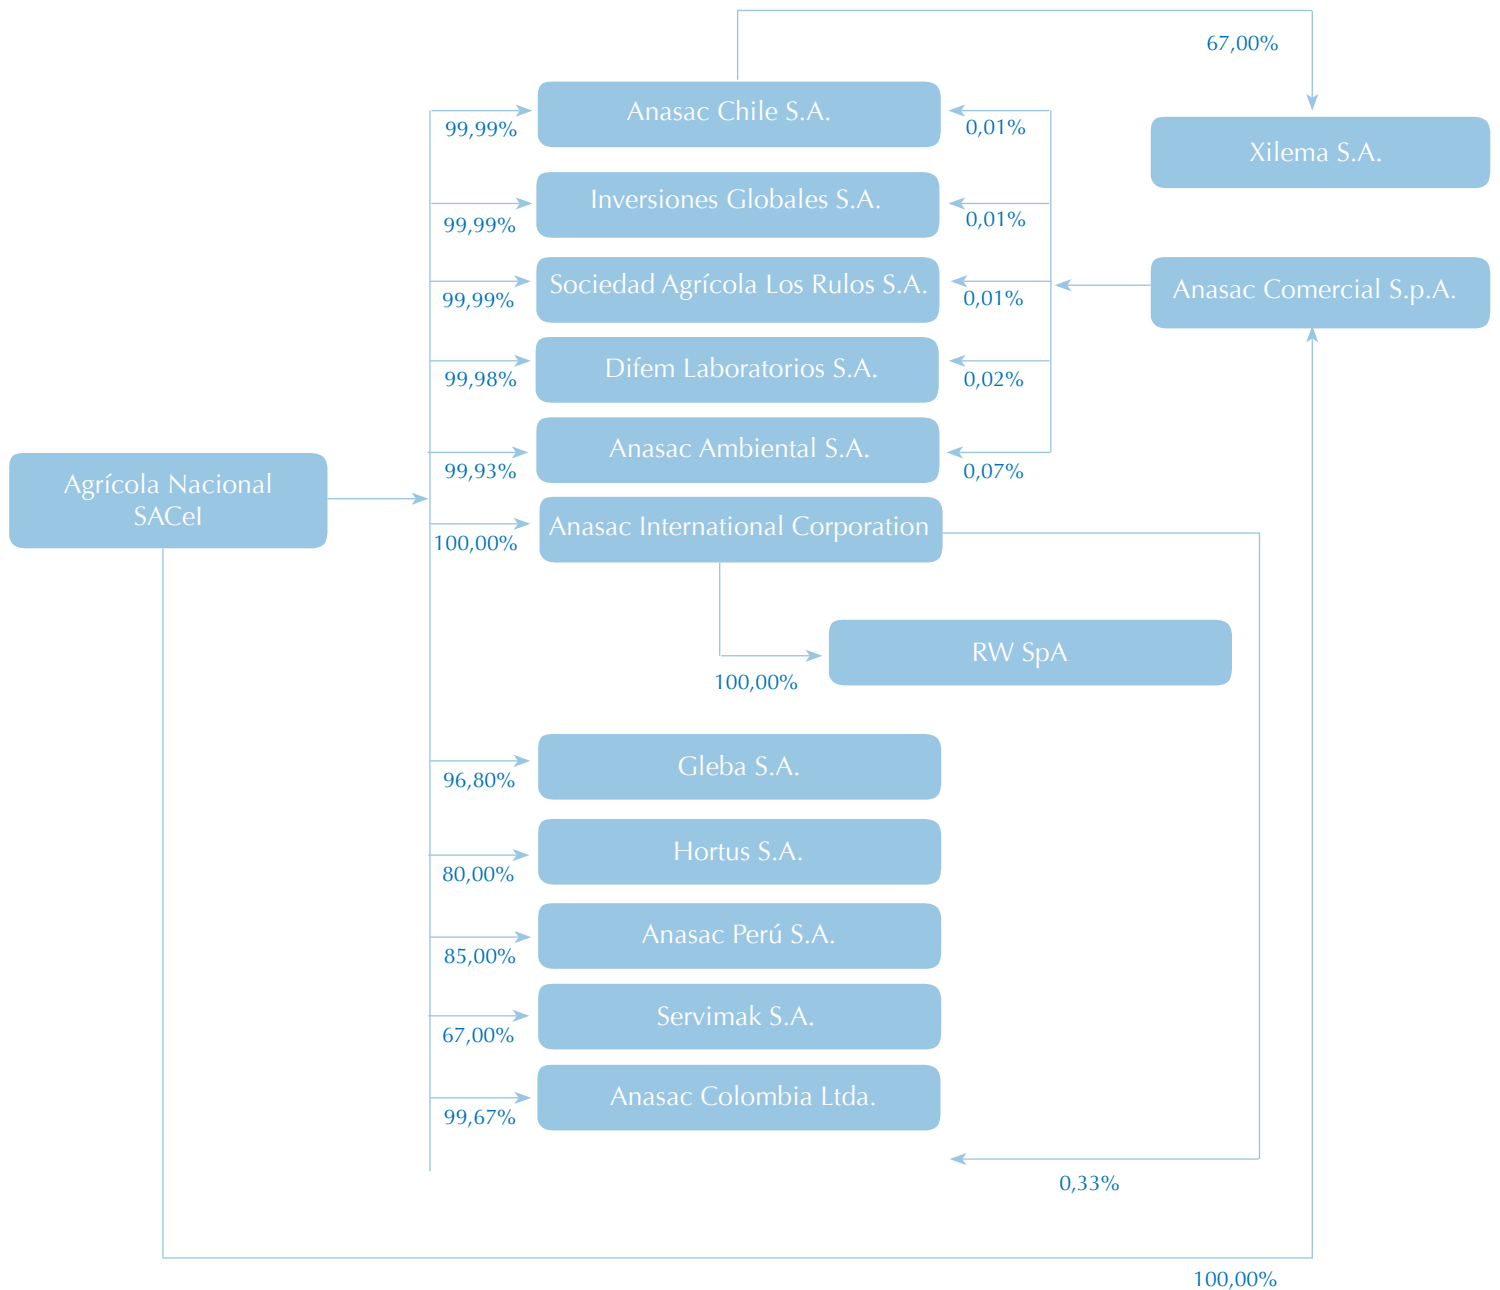 67,00%
Anasac Chile S.A.
99,99%
0,01%
Xilema S.A.
Inversiones Globales S.A.
99,99%
0,01%
Sociedad Agrícola Los Rulos S.A.
99,99%
0,01%
Anasac Comercial S.p.A.
Difem Laboratorios S.A.
99,98%
0,02%
Anasac Ambiental S.A.
99,93%
0,07%
Agrícola Nacional
SACeI
Anasac International Corporation
100,00%
RW SpA
100,00%
Gleba S.A.
96,80%
Hortus S.A.
80,00%
Anasac Perú S.A.
85,00%
Servimak S.A.
67,00%
Anasac Colombia Ltda.
99,67%
0,33%
100,00%